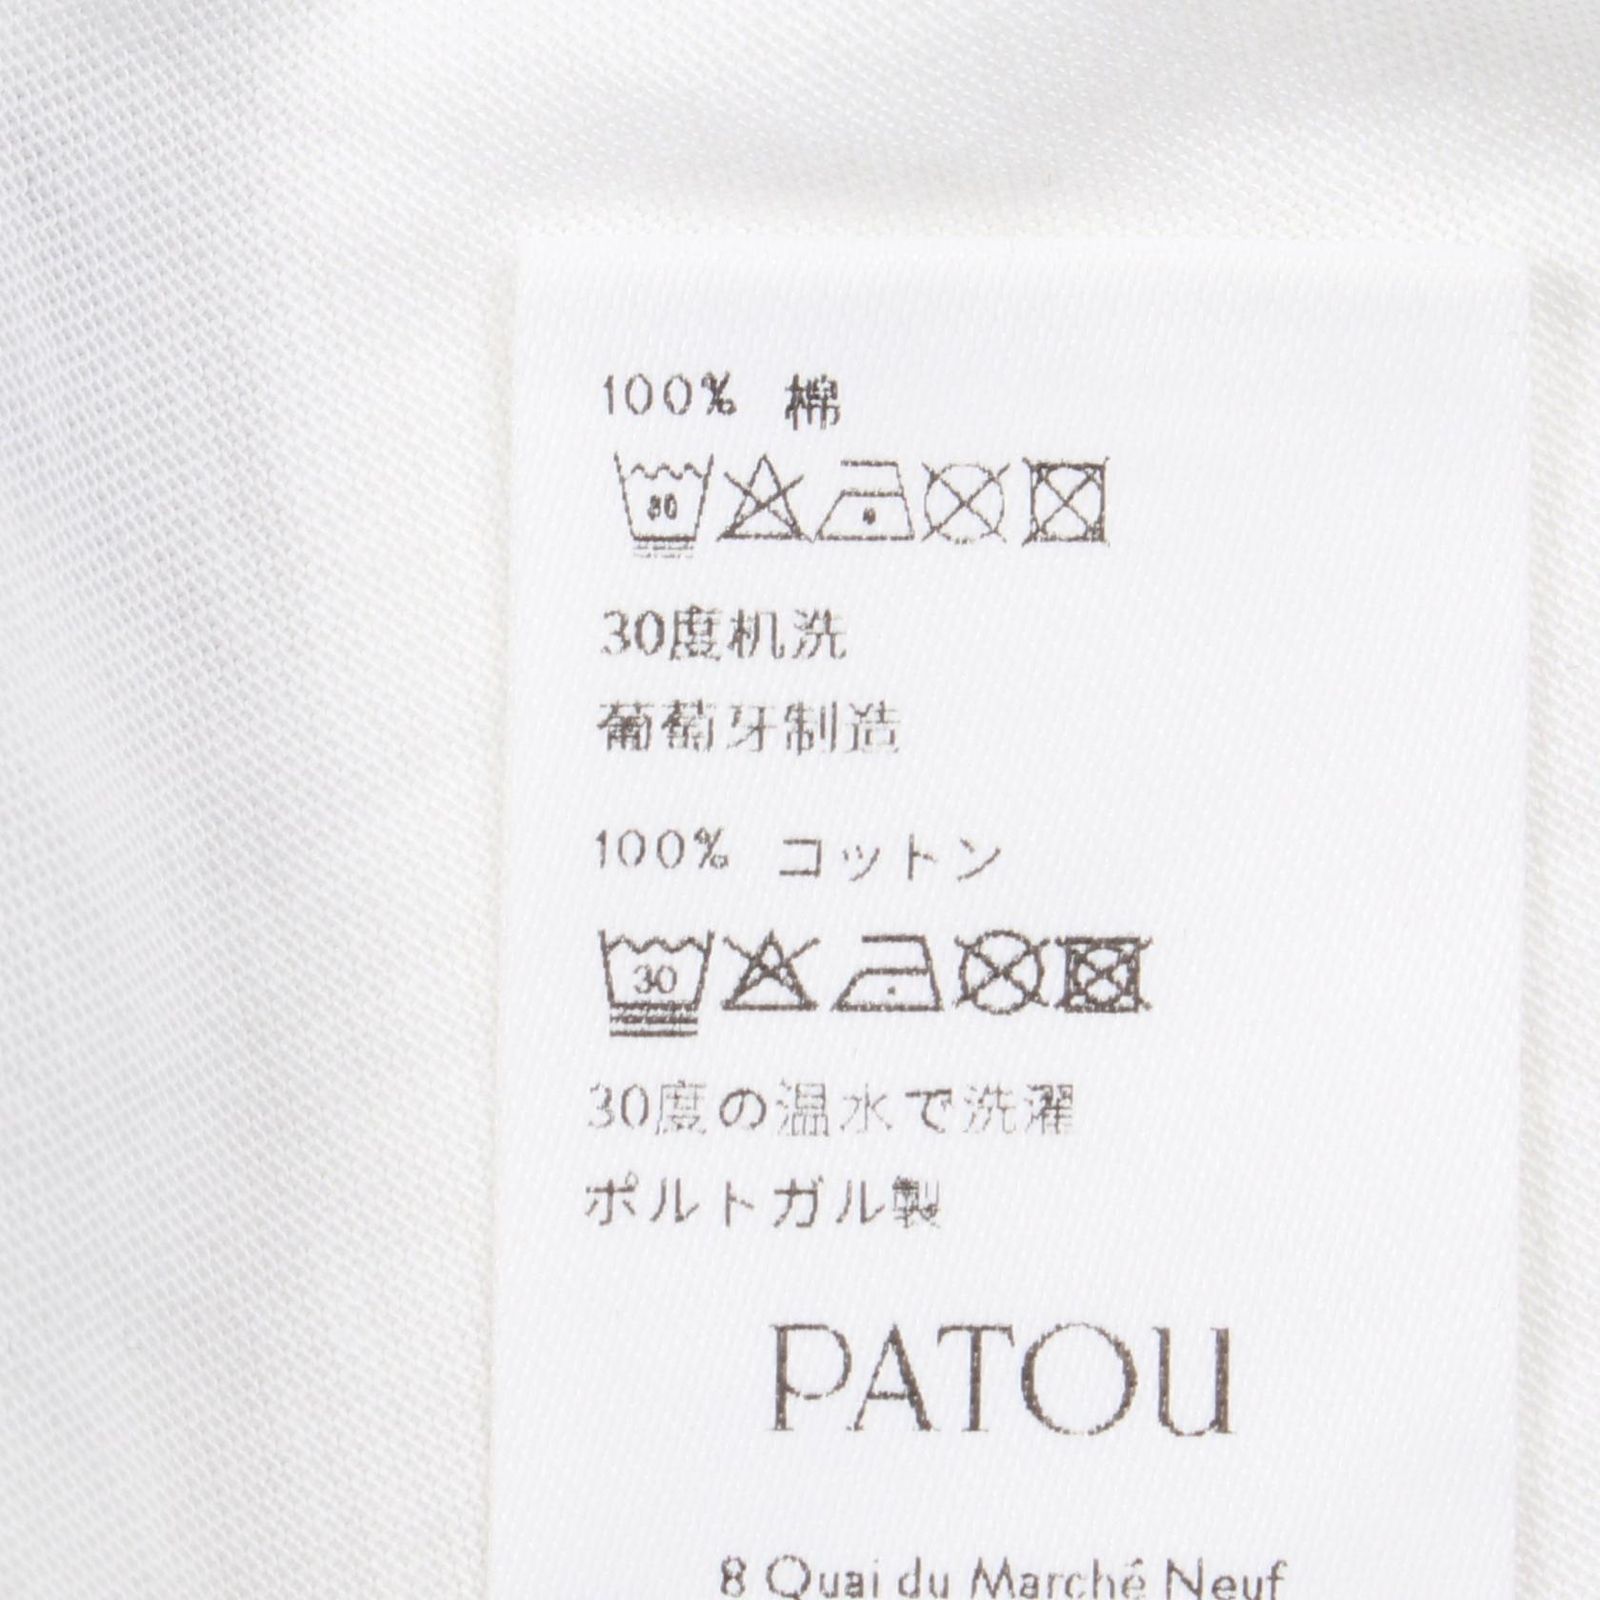 100% 棉
30
30度机洗
葡萄牙制造
100% コットン
30
30度の温水で洗濯
ポルトガル製
PATOU
8 Quai du Marché Neuf